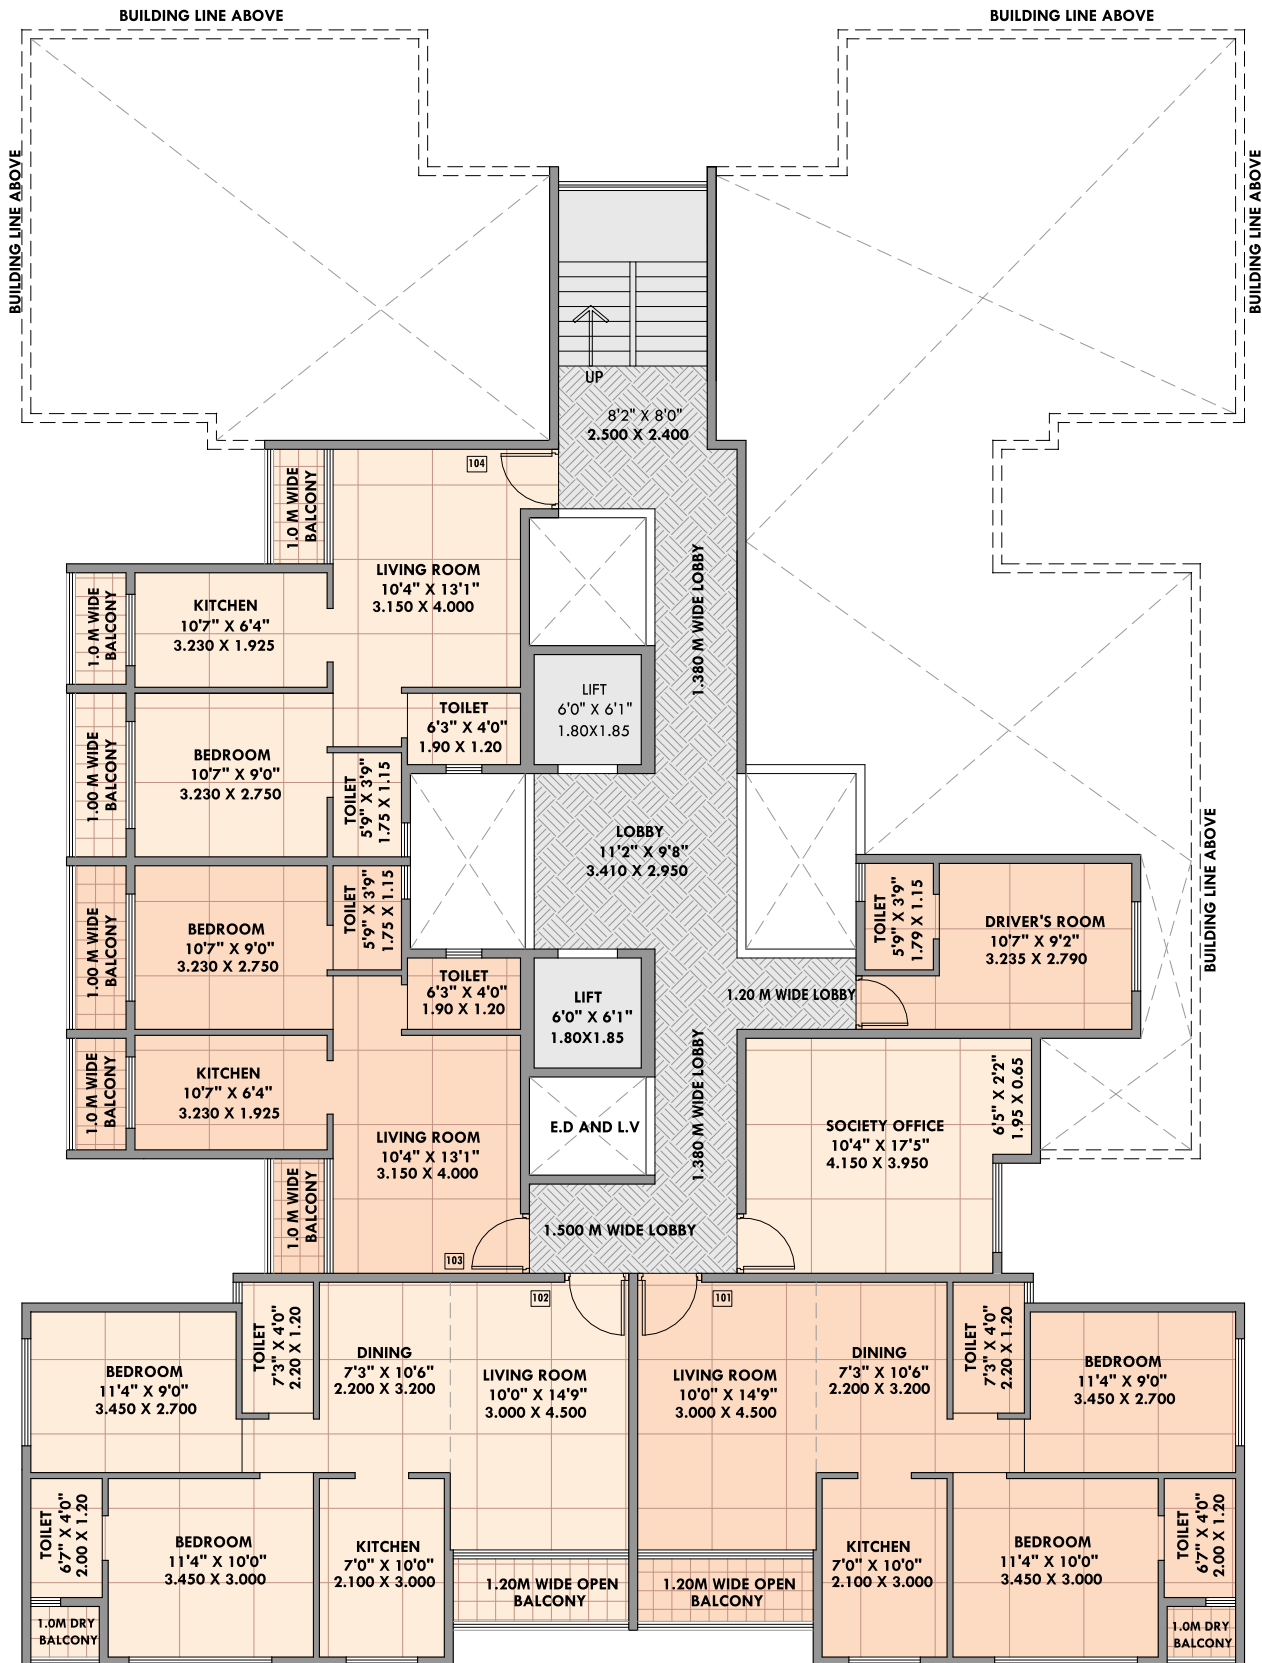 BUILDING LINE ABOVE
BUILDING LINE ABOVE
BUILDING LINE ABOVE
BUILDING LINE ABOVE
UP
8'2" X 8'0"
2.500 X 2.400
104
1.0 M WIDE
BALCONY
LIVING ROOM
10'4" X 13'1"
3.150 X 4.000
1.380 M WIDE LOBBY
1.0 M WIDE
BALCONY
KITCHEN
10'7" X 6'4"
3.230 X 1.925
LIFT
6'0" X 6'1"
1.80X1.85
TOILET
6'3" X 4'0"
1.90 X 1.20
1.00 M WIDE
BALCONY
BEDROOM
10'7" X 9'0"
3.230 X 2.750
TOILET
5'9" X 3'9"
1.75 X 1.15
LOBBY
11'2" X 9'8"
3.410 X 2.950
BUILDING LINE ABOVE
1.00 M WIDE
BALCONY
BEDROOM
10'7" X 9'0"
3.230 X 2.750
TOILET
5'9" X 3'9"
1.75 X 1.15
TOILET
5'9" X 3'9"
1.79 X 1.15
DRIVER'S ROOM
10'7" X 9'2"
3.235 X 2.790
TOILET
6'3" X 4'0"
1.90 X 1.20
LIFT
6'0" X 6'1"
1.80X1.85
1.20 M WIDE LOBBY
1.0 M WIDE
BALCONY
KITCHEN
10'7" X 6'4"
3.230 X 1.925
1.380 M WIDE LOBBY
6'5" X 2'2"
1.95 X 0.65
E.D AND L.V
SOCIETY OFFICE
10'4" X 17'5"
4.150 X 3.950
LIVING ROOM
10'4" X 13'1"
3.150 X 4.000
1.0 M WIDE
BALCONY
103
1.500 M WIDE LOBBY
102
101
BEDROOM
11'4" X 9'0"
3.450 X 2.700
TOILET
7'3" X 4'0"
2.20 X 1.20
DINING
7'3" X 10'6"
2.200 X 3.200
LIVING ROOM
10'0" X 14'9"
3.000 X 4.500
LIVING ROOM
10'0" X 14'9"
3.000 X 4.500
DINING
7'3" X 10'6"
2.200 X 3.200
TOILET
7'3" X 4'0"
2.20 X 1.20
BEDROOM
11'4" X 9'0"
3.450 X 2.700
TOILET
6'7" X 4'0"
2.00 X 1.20
BEDROOM
11'4" X 10'0"
3.450 X 3.000
KITCHEN
7'0" X 10'0"
2.100 X 3.000
1.20M WIDE OPEN
BALCONY
1.20M WIDE OPEN
BALCONY
KITCHEN
7'0" X 10'0"
2.100 X 3.000
BEDROOM
11'4" X 10'0"
3.450 X 3.000
TOILET
6'7" X 4'0"
2.00 X 1.20
1.0M DRY
BALCONY
1.0M DRY
BALCONY